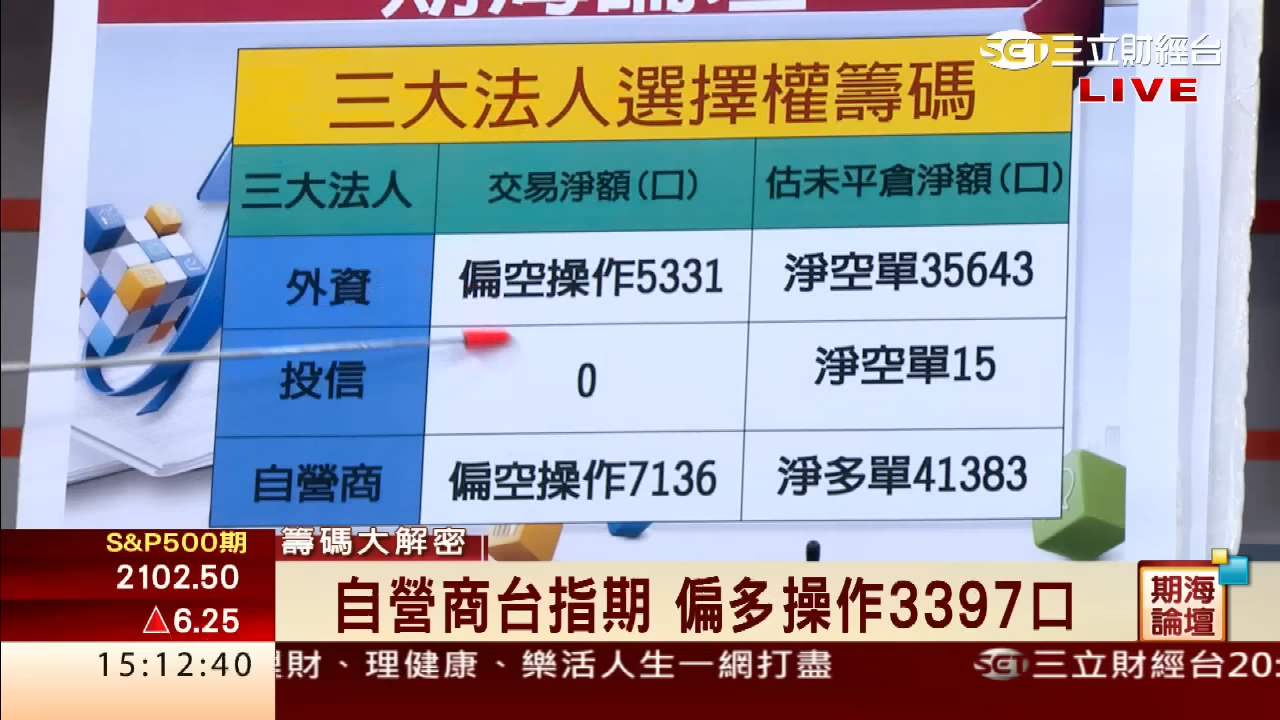 SET三立財經台
LIVE
三大法人選擇權籌碼
三大法人 交易淨額(口) 估未平倉淨額(口)
外資 偏空操作5331 淨空單35643
投信 0 淨空單15
自營商 偏空操作7136 淨多單41383
S&P500期
2102.50
△6.25
籌碼大解密
自營商台指期 偏多操作3397口
期海
論壇
15:12:40
財、理健康、樂活人生一網打盡 SET三立財經台20: